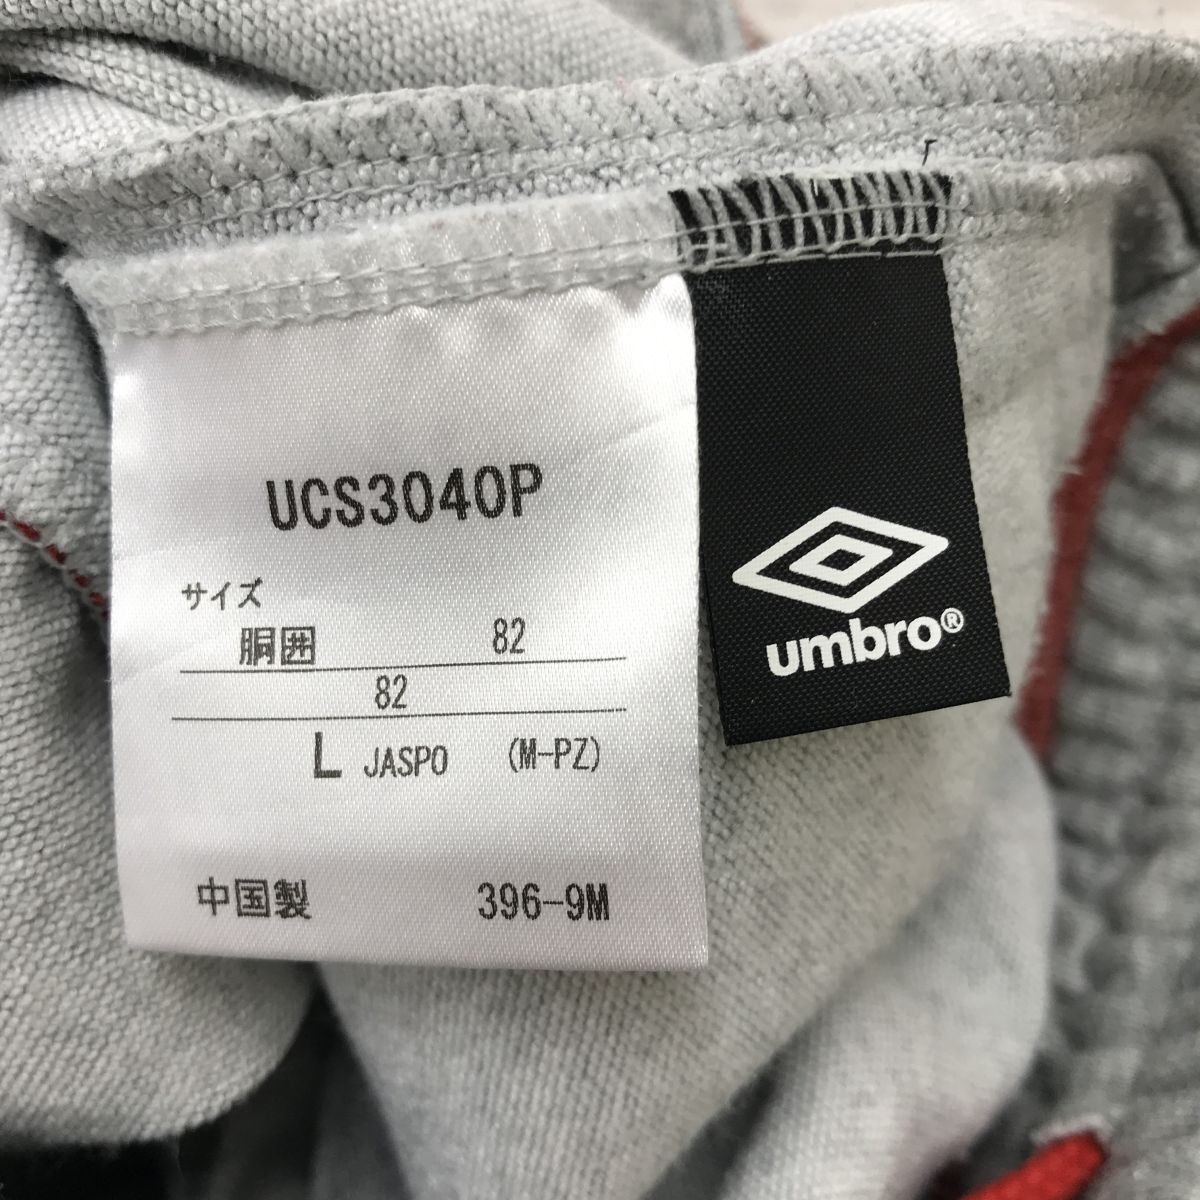 UCS3040P
サイズ
胴囲 82
82
L JASPO (M-PZ)
中国製 396-9M
umbro®